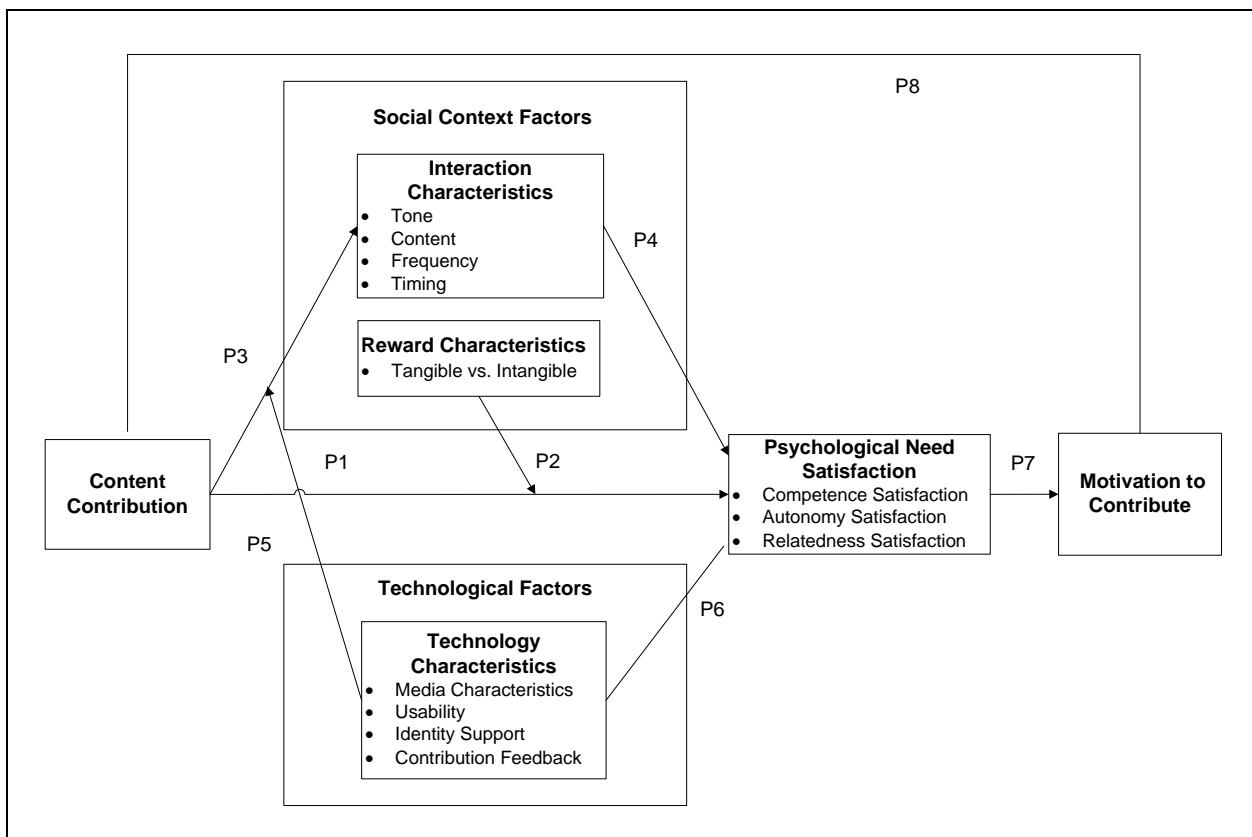 P8
Social Context Factors
Interaction
Characteristics
• Tone
• Content
• Frequency
• Timing
P4
P3
Reward Characteristics
• Tangible vs. Intangible
Content
Contribution
P1
P2
Psychological Need
Satisfaction
• Competence Satisfaction
• Autonomy Satisfaction
• Relatedness Satisfaction
P7
Motivation to
Contribute
P5
Technological Factors
P6
Technology
Characteristics
• Media Characteristics
• Usability
• Identity Support
• Contribution Feedback